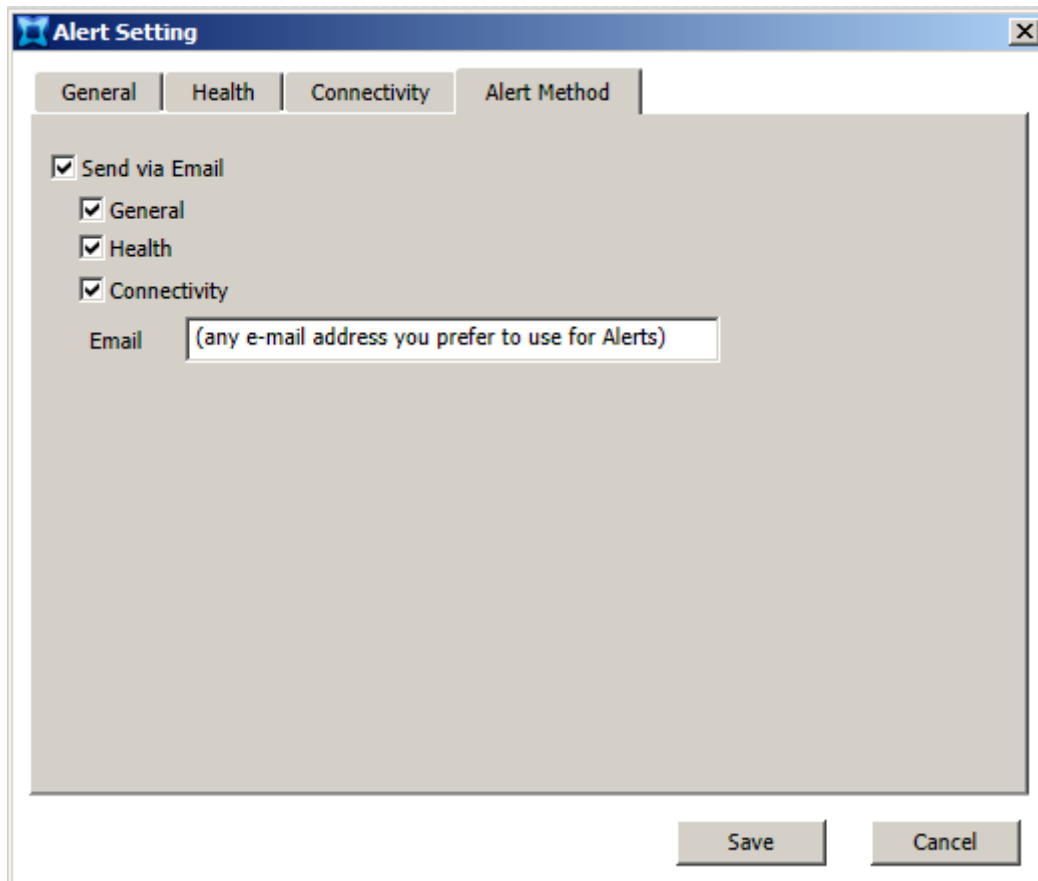 Alert Setting
General Health Connectivity Alert Method
Send via Email
General
Health
Connectivity
Email (any e-mail address you prefer to use for Alerts)
Save Cancel